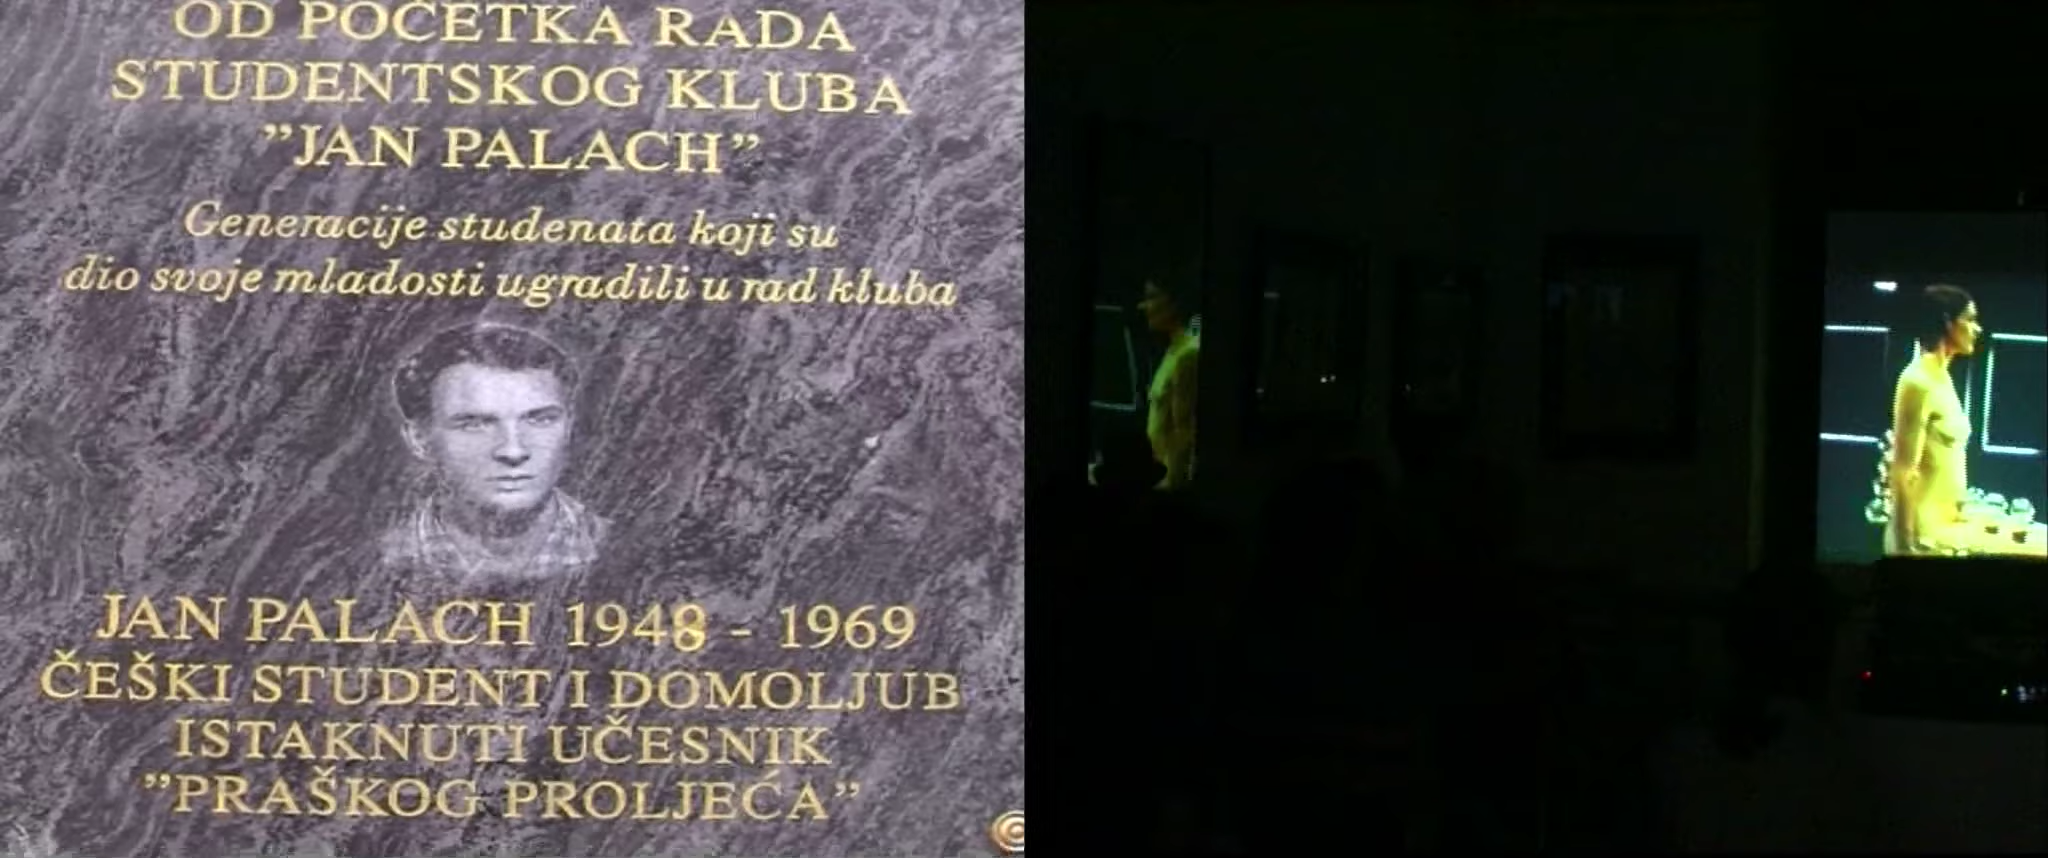 OD POČETKA RADA
STUDENTSKOG KLUBA
”JAN PALACH”
Generacije studenata koji su
dio svoje mladosti ugradili u rad kluba
JAN PALACH 1948 - 1969
ČEŠKI STUDENT I DOMOLJUB
ISTAKNUTI UČESNIK
”PRAŠKOG PROLJEĆA”